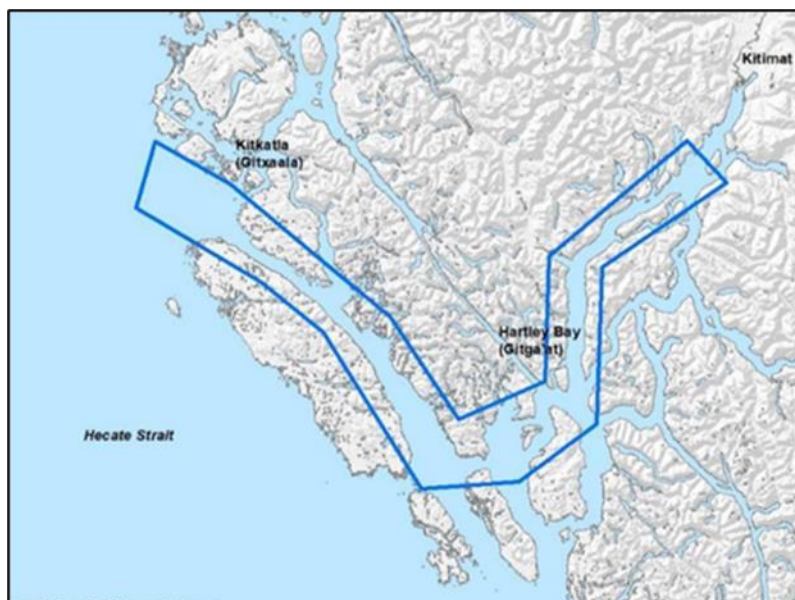 Kitimat
Kitkatla
(Gitxaala)
Hartley Bay
(Gitga'at)
Hecate Strait